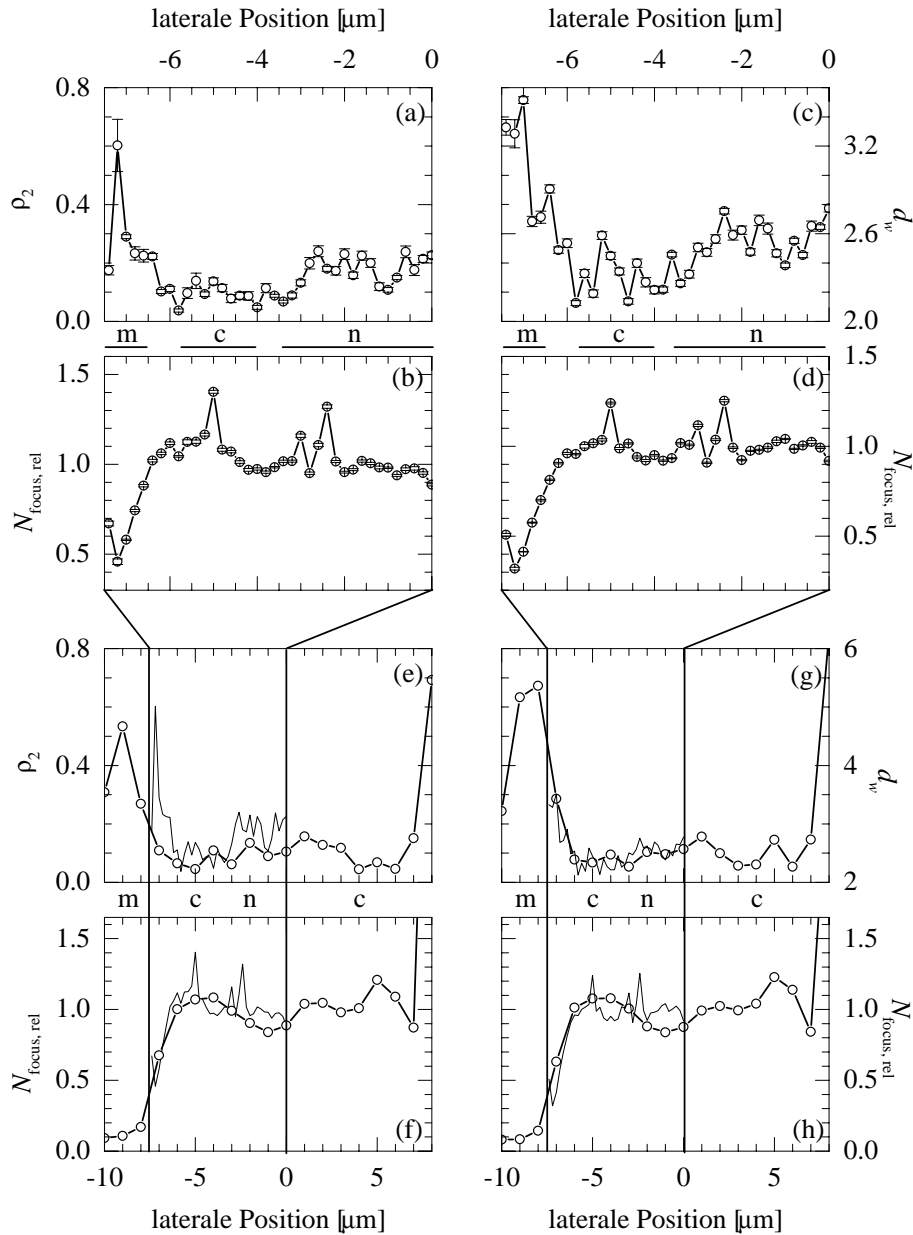 laterale Position [μm] laterale Position [μm]
-6 -4 -2 0 -6 -4 -2 0
0.8 (a) (c)
3.2
0.4 ρ2 dw
2.6
0.0 2.0
m c n m c n
1.5 (b) (d) 1.5
1.0 Nfocus, rel Nfocus, rel 1.0
0.5 0.5
0.8 (e) (g) 6
0.4 ρ2 dw 4
0.0 2
m c n c m c n c
1.5 1.5
1.0 Nfocus, rel Nfocus, rel 1.0
0.5 0.5
0.0 (f) (h) 0.0
-10 -5 0 5 -10 -5 0 5
laterale Position [μm] laterale Position [μm]